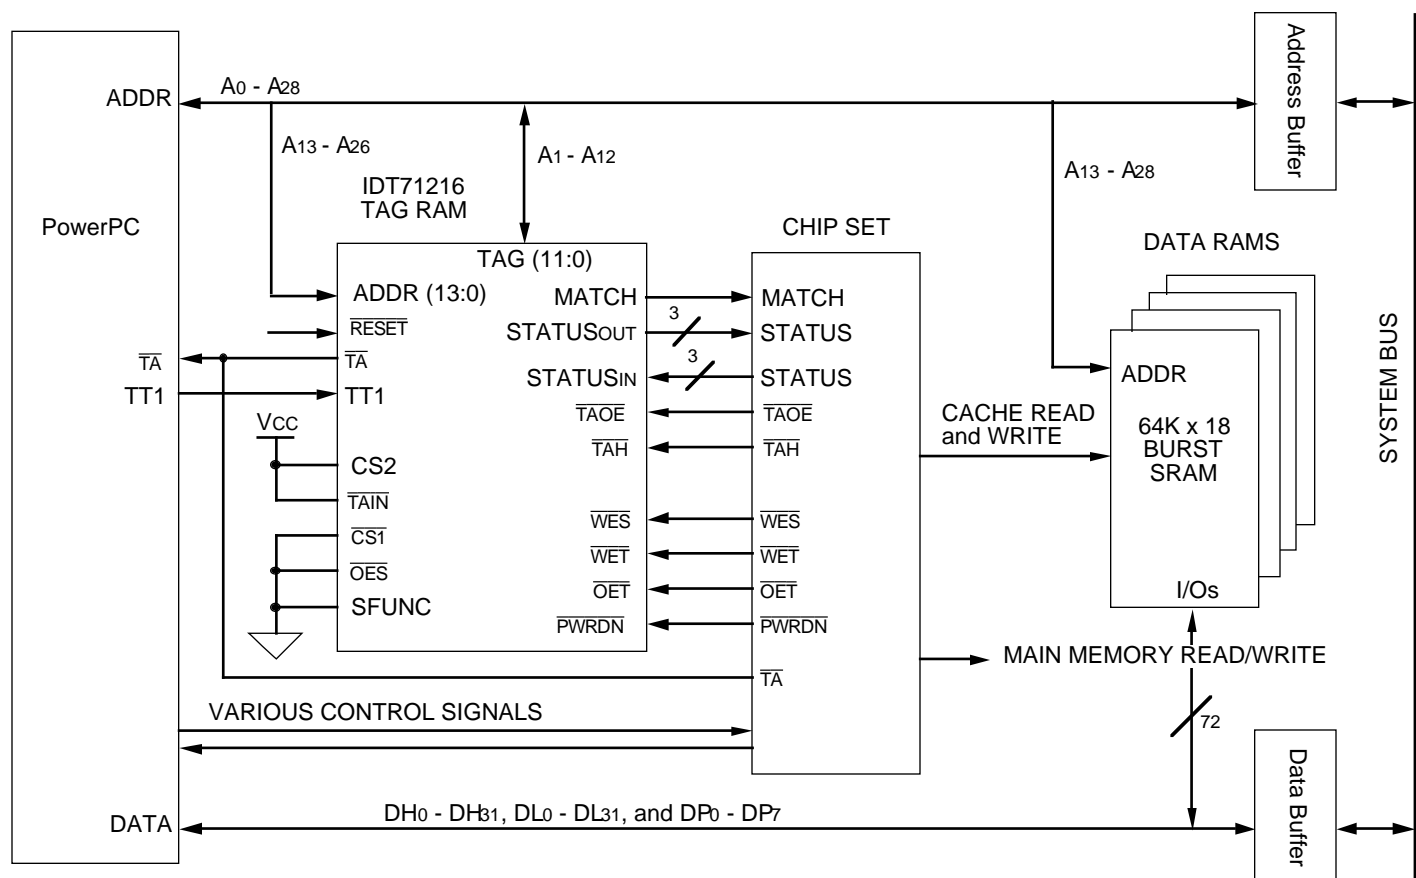 ADDR
A0 - A28
A13 - A26
A1 - A12
A13 - A28
Address Buffer
IDT71216
TAG RAM
PowerPC
CHIP SET
DATA RAMS
SYSTEM BUS
TAG (11:0)
ADDR (13:0)
RESET
TA
TA
TT1
TT1
VCC
CS2
TAIN
CS1
OES
SFUNC
MATCH
STATUSOUT
STATUSIN
TAOE
TAH
WES
WET
OET
PWRDN
3
3
MATCH
STATUS
STATUS
TAOE
TAH
WES
WET
OET
PWRDN
TA
CACHE READ
and WRITE
ADDR
64K x 18
BURST
SRAM
I/Os
MAIN MEMORY READ/WRITE
72
VARIOUS CONTROL SIGNALS
DATA
DH0 - DH31, DL0 - DL31, and DP0 - DP7
Data Buffer